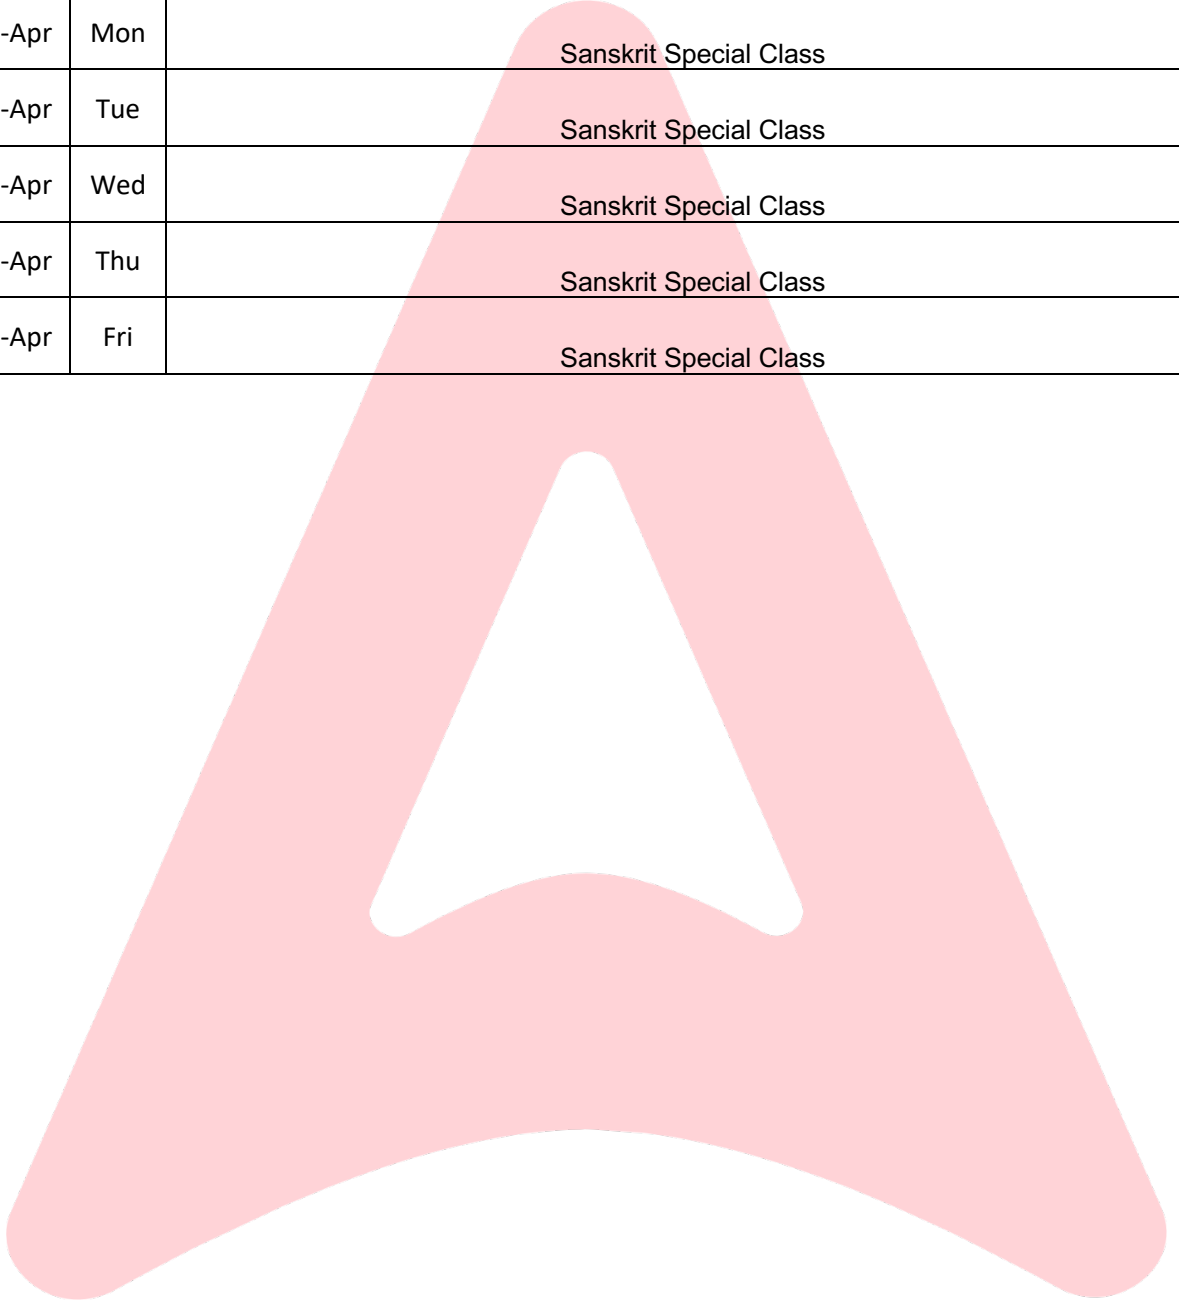 -Apr Mon Sanskrit Special Class
-Apr Tue Sanskrit Special Class
-Apr Wed Sanskrit Special Class
-Apr Thu Sanskrit Special Class
-Apr Fri Sanskrit Special Class